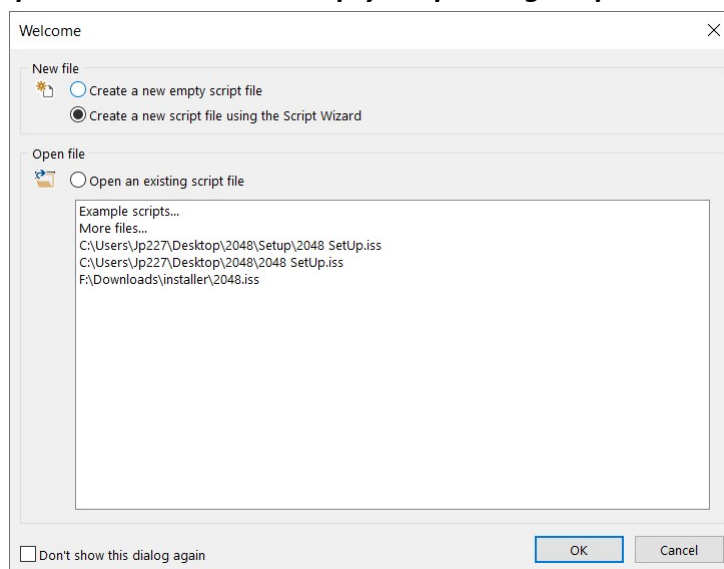 Welcome
New file
Create a new empty script file
Create a new script file using the Script Wizard
Open file
Open an existing script file
Example scripts...
More files...
C:\Users\Jp227\Desktop\2048\Setup\2048 SetUp.iss
C:\Users\Jp227\Desktop\2048\2048 SetUp.iss
F:\Downloads\installer\2048.iss
Don't show this dialog again
OK
Cancel